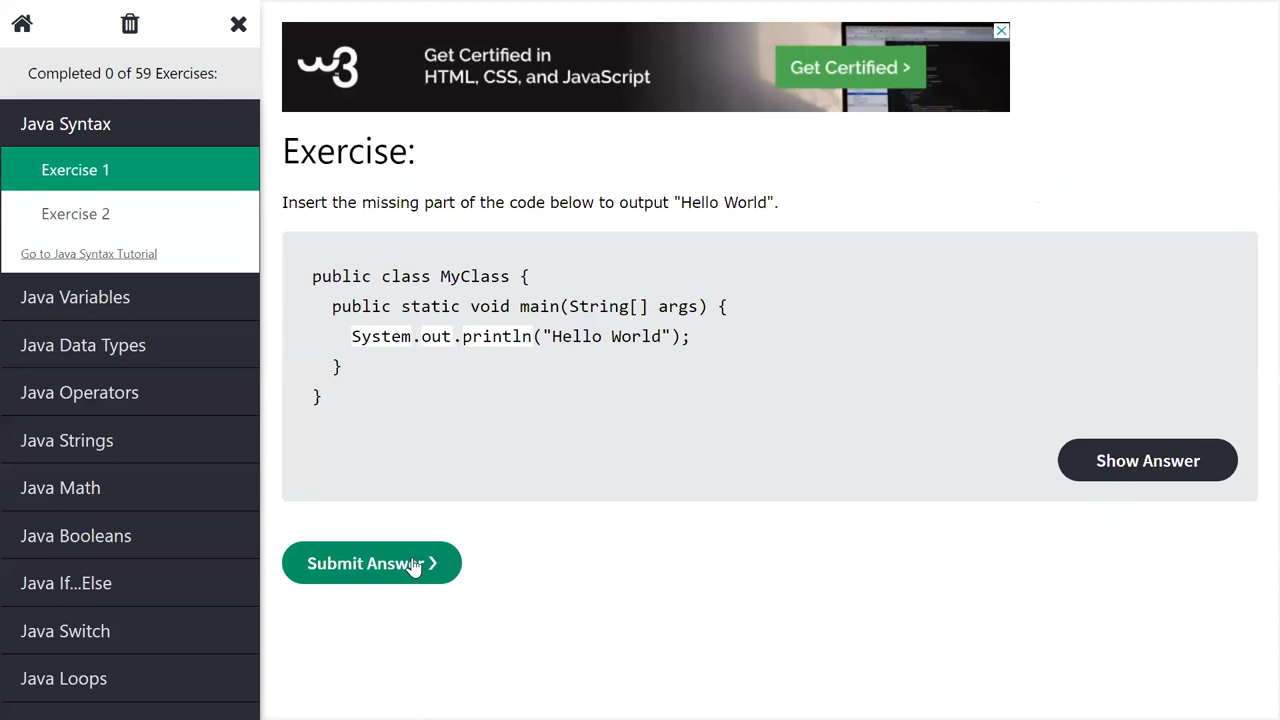 Completed 0 of 59 Exercises:
Java Syntax
Exercise 1
Exercise 2
Go to Java Syntax Tutorial
Java Variables
Java Data Types
Java Operators
Java Strings
Java Math
Java Booleans
Java If...Else
Java Switch
Java Loops
w3
Get Certified in
HTML, CSS, and JavaScript
Get Certified >
Exercise:
Insert the missing part of the code below to output "Hello World".
public class MyClass {
public static void main(String[] args) {
System.out.println("Hello World");
}
}
Show Answer
Submit Answer ❯